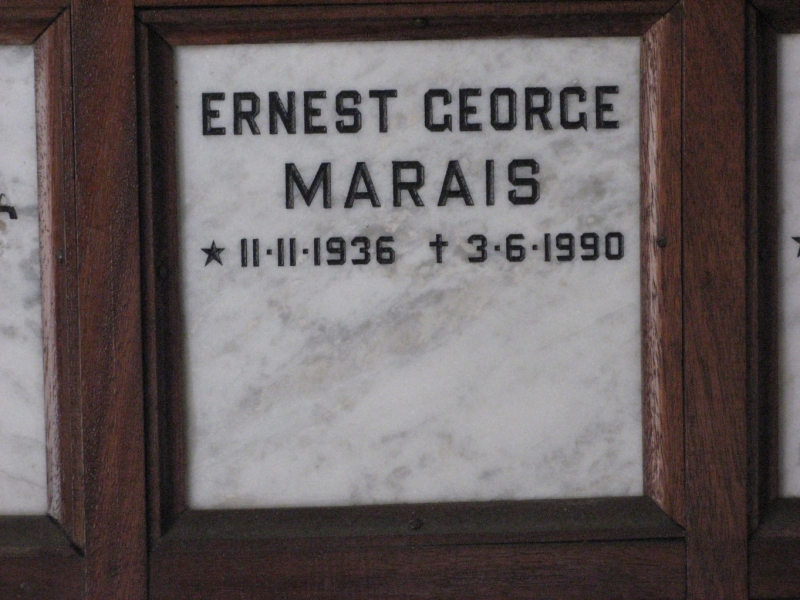 ERNEST GEORGE
MARAIS
★ 11·11·1936 † 3·6·1990